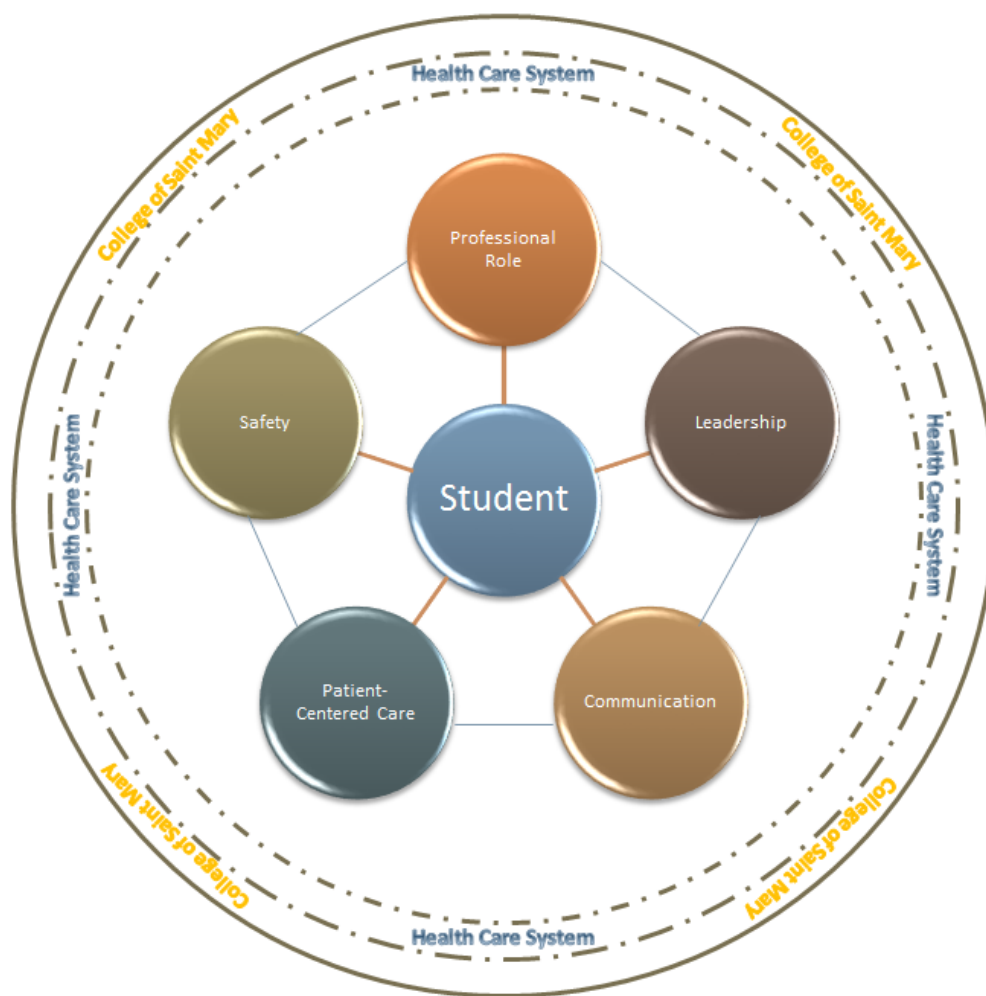 Health Care System
College of Saint Mary
College of Saint Mary
Professional
Role
Safety
Leadership
Health Care System
Student
Health Care System
Patient-
Centered Care
Communication
College of Saint Mary
College of Saint Mary
Health Care System